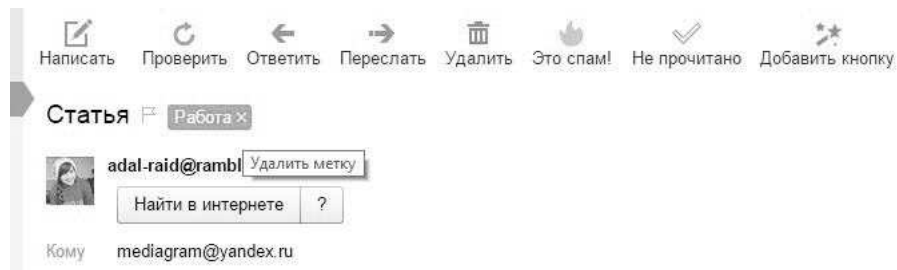 Написать Проверить Ответить Переслать Удалить Это спам! Не прочитано Добавить кнопку
Статья Работа ×
adal-raid@rambl Удалить метку
Найти в интернете ?
Кому mediagram@yandex.ru